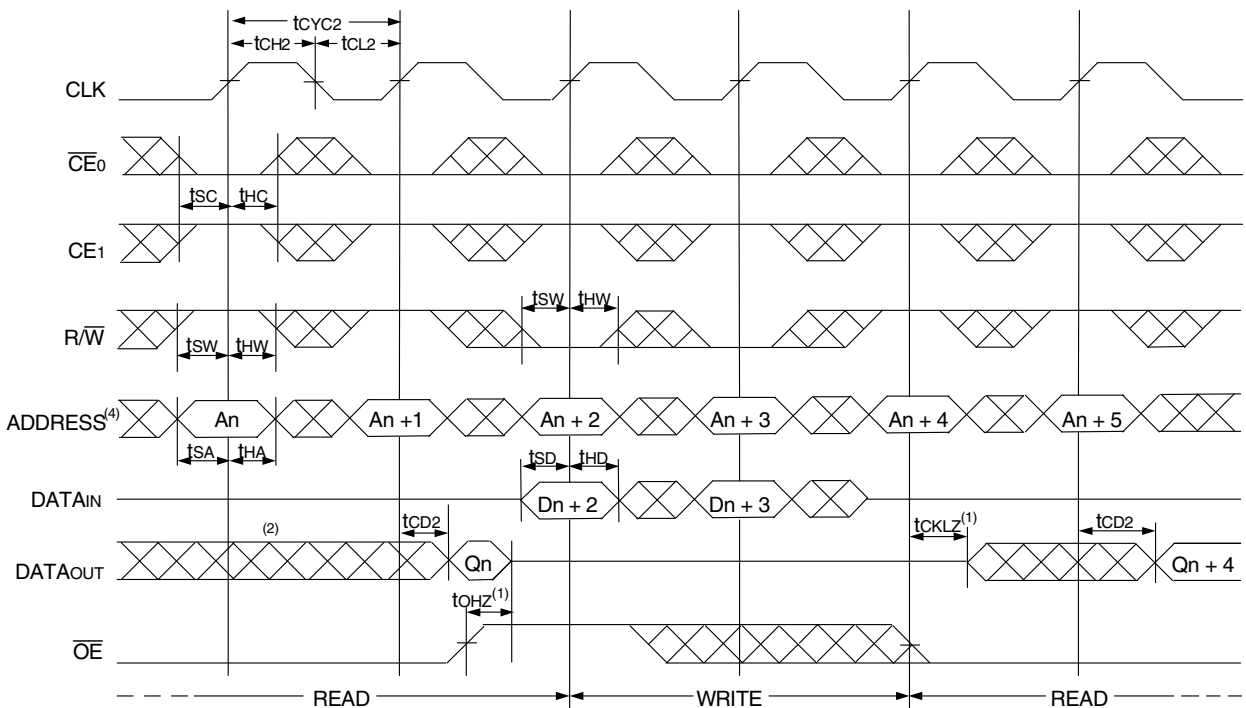 tCYC2
tCH2 tCL2
CLK
CE0
tSC tHC
CE1
tSW tHW
R/W
tSW tHW
ADDRESS(4) An An +1 An + 2 An + 3 An + 4 An + 5
tSA tHA tSD tHD
DATAIN Dn + 2 Dn + 3
(2) tCD2 tCKLZ(1) tCD2
DATAOUT Qn Qn + 4
tOHZ(1)
OE
READ WRITE READ